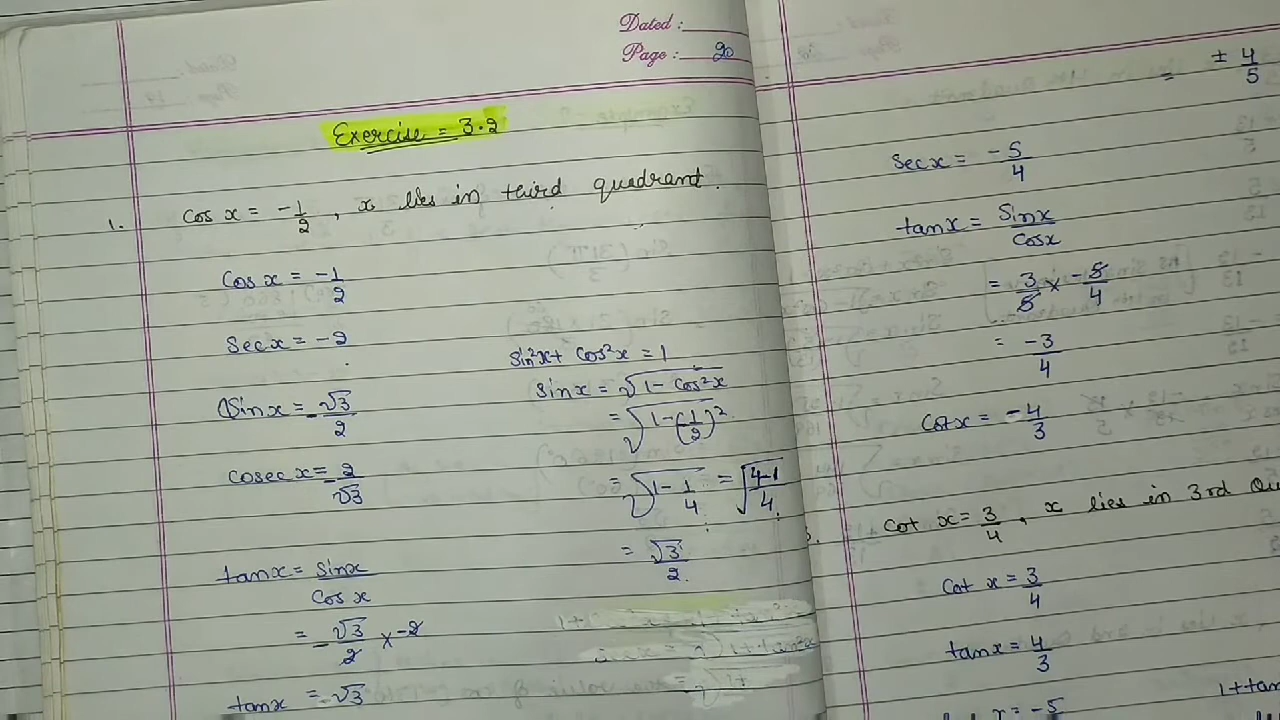 Dated :
Page : 20
Exercise = 3.2
1. Cos x = -1/2 , x lies in third quadrant.
Cos x = -1/2
Sec x = -2
Sin x = -√3/2
Cosec x = -2/√3
tan x = Sin x/Cos x
= -√3/2 × -2
tan x = √3
Sin²x + Cos²x = 1
Sin x = √1 - Cos²x
= √1-(1/2)²
= √1-1/4 = √4-1/4
= √3/2
= ± 4/5
Sec x = -5/4
tan x = Sin x/Cos x
= 3/5 × -5/4
= -3/4
Cot x = -4/3
Cot x = 3/4 , x lies in 3rd
Cot x = 3/4
tan x = 4/3
1 + tan